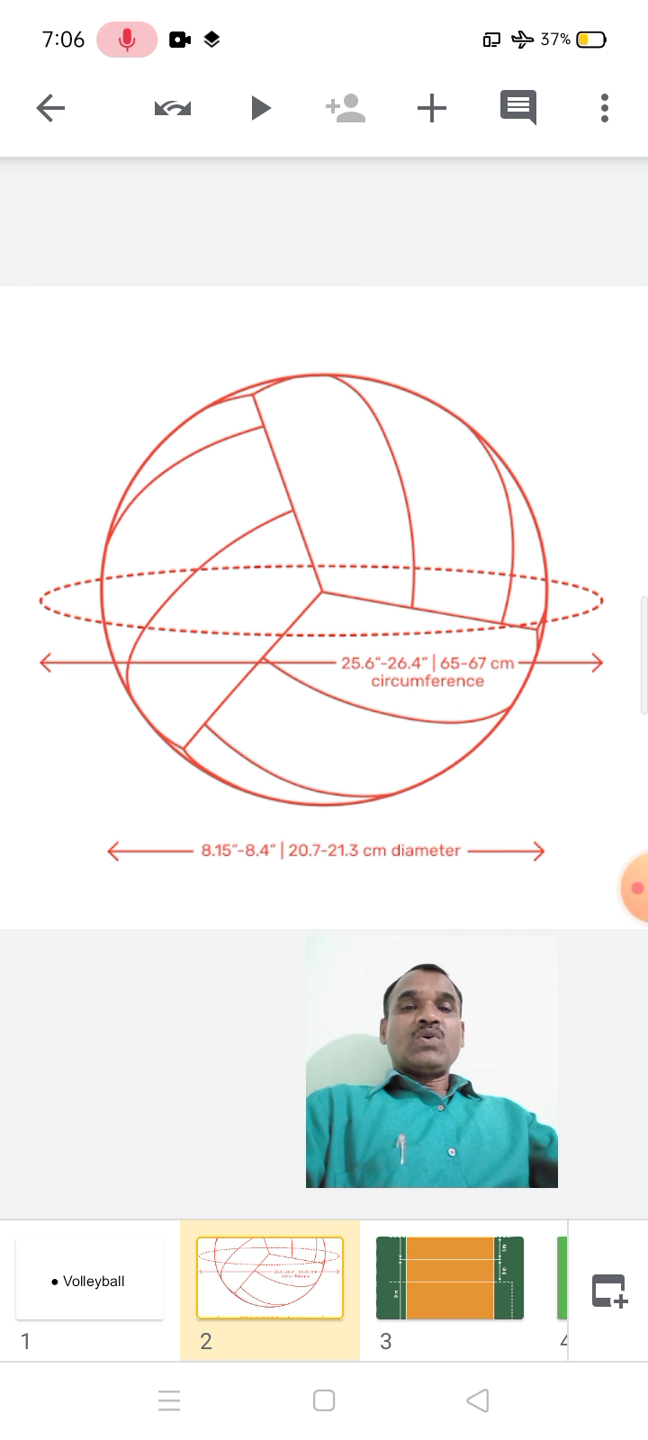 7:06
37%
25.6"-26.4" | 65-67 cm
circumference
8.15"-8.4" | 20.7-21.3 cm diameter
• Volleyball
1
2
3
4